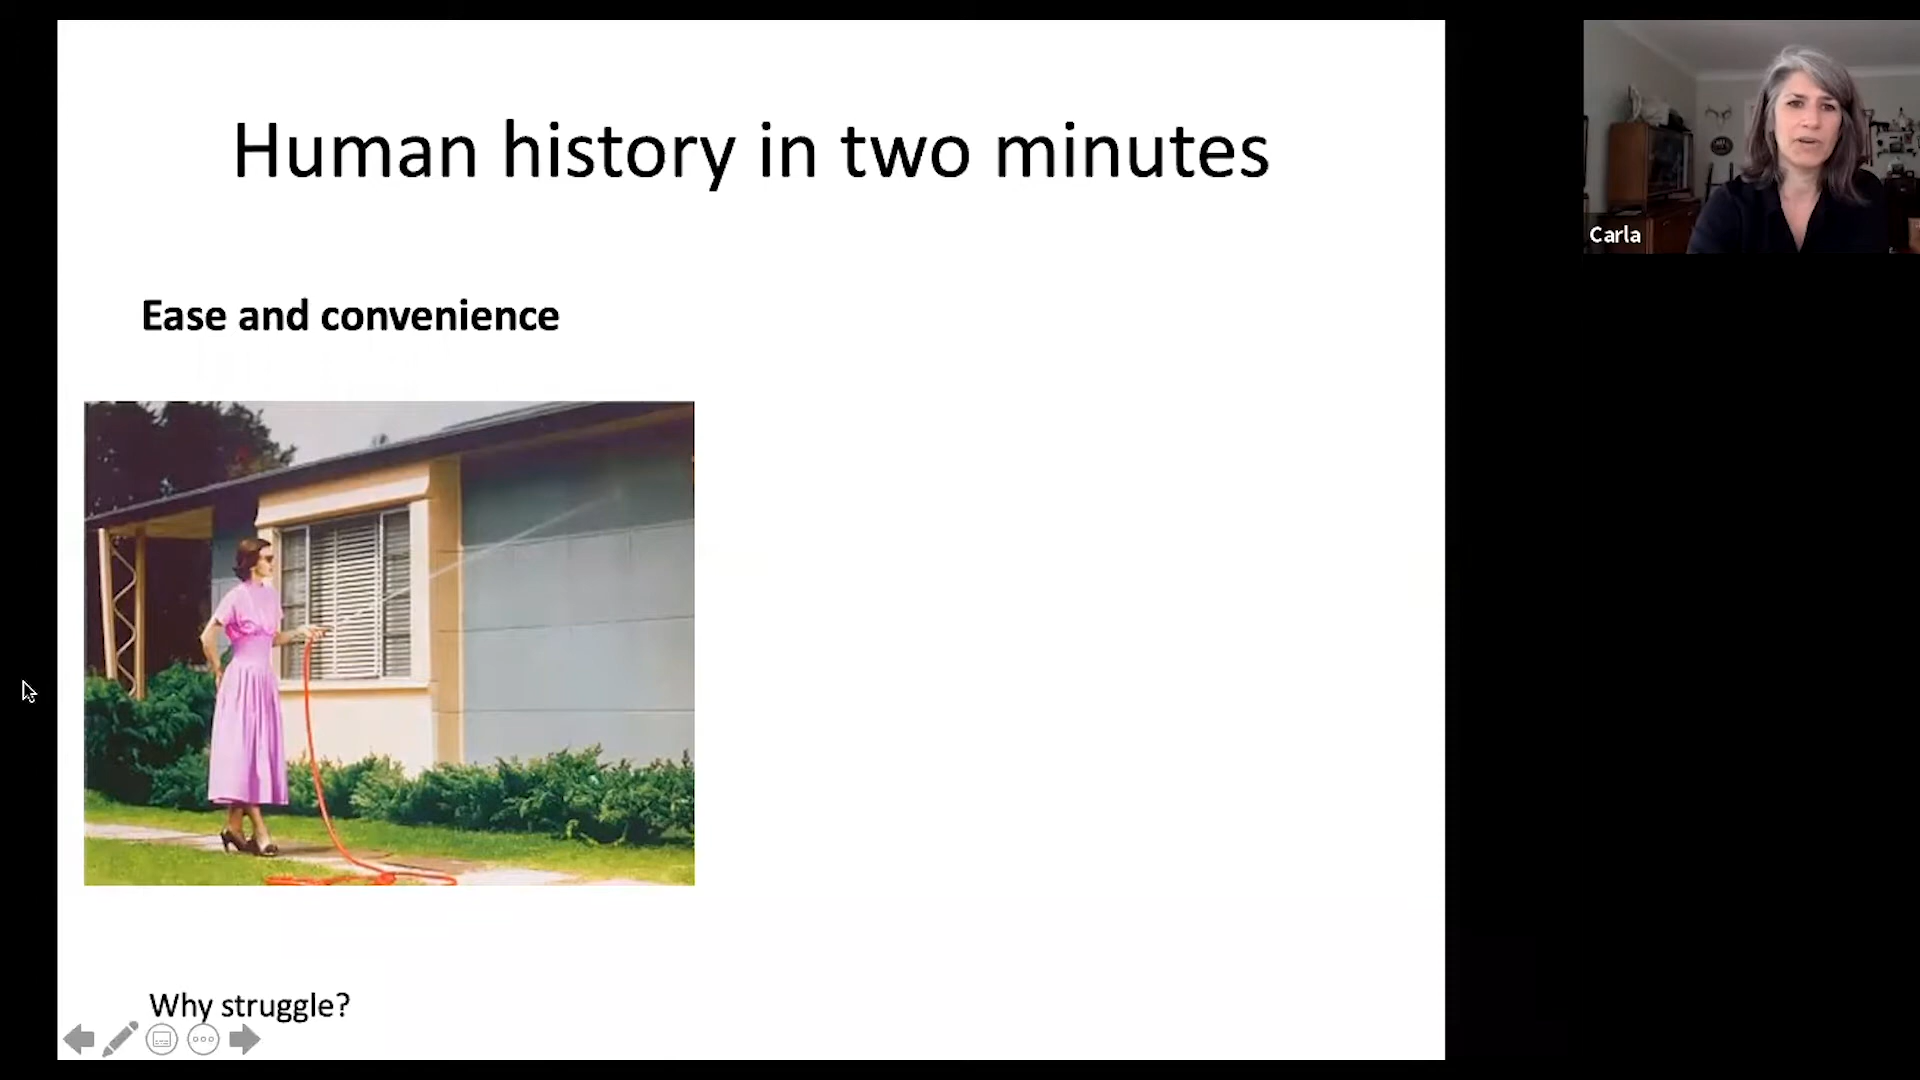 Human history in two minutes
Carla
Ease and convenience
Why struggle?